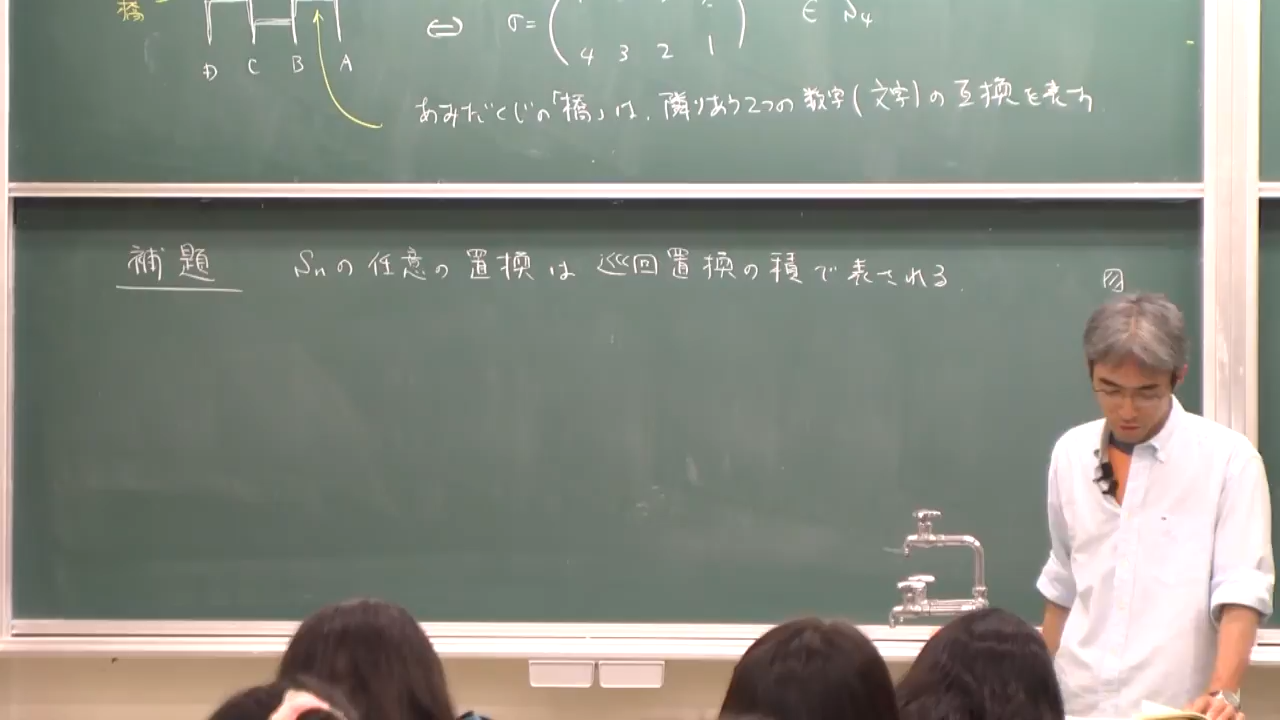 橋
D C B A
⇔ σ= ( 4 3 2 1 ) ∈ S₄
あみだくじの「橋」は、隣りあう2つの数字(文字)の互換を表す
補題 Snの任意の置換は 巡回置換の積で表される.